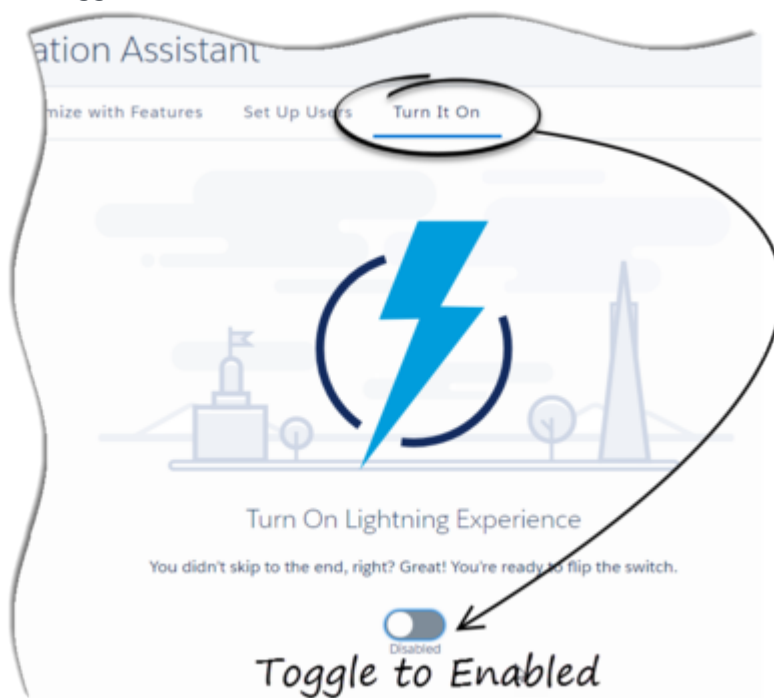 ation Assistant
mize with Features Set Up Users Turn It On
Turn On Lightning Experience
You didn't skip to the end, right? Great! You're ready to flip the switch.
Disabled
Toggle to Enabled